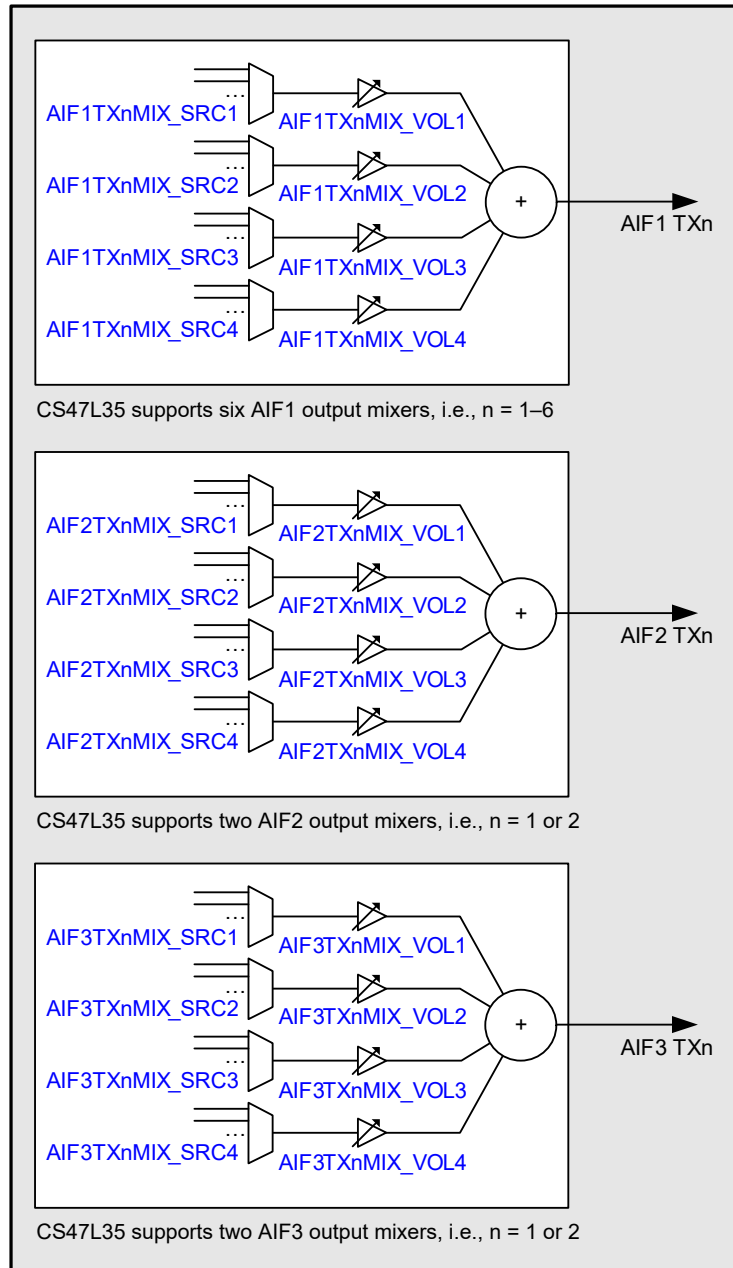 ...
AIF1TXnMIX_SRC1
AIF1TXnMIX_VOL1
...
AIF1TXnMIX_SRC2
AIF1TXnMIX_VOL2
+
AIF1 TXn
...
AIF1TXnMIX_SRC3
AIF1TXnMIX_VOL3
...
AIF1TXnMIX_SRC4
AIF1TXnMIX_VOL4
CS47L35 supports six AIF1 output mixers, i.e., n = 1–6
...
AIF2TXnMIX_SRC1
AIF2TXnMIX_VOL1
...
AIF2TXnMIX_SRC2
AIF2TXnMIX_VOL2
+
AIF2 TXn
...
AIF2TXnMIX_SRC3
AIF2TXnMIX_VOL3
...
AIF2TXnMIX_SRC4
AIF2TXnMIX_VOL4
CS47L35 supports two AIF2 output mixers, i.e., n = 1 or 2
...
AIF3TXnMIX_SRC1
AIF3TXnMIX_VOL1
...
AIF3TXnMIX_SRC2
AIF3TXnMIX_VOL2
+
AIF3 TXn
...
AIF3TXnMIX_SRC3
AIF3TXnMIX_VOL3
...
AIF3TXnMIX_SRC4
AIF3TXnMIX_VOL4
CS47L35 supports two AIF3 output mixers, i.e., n = 1 or 2